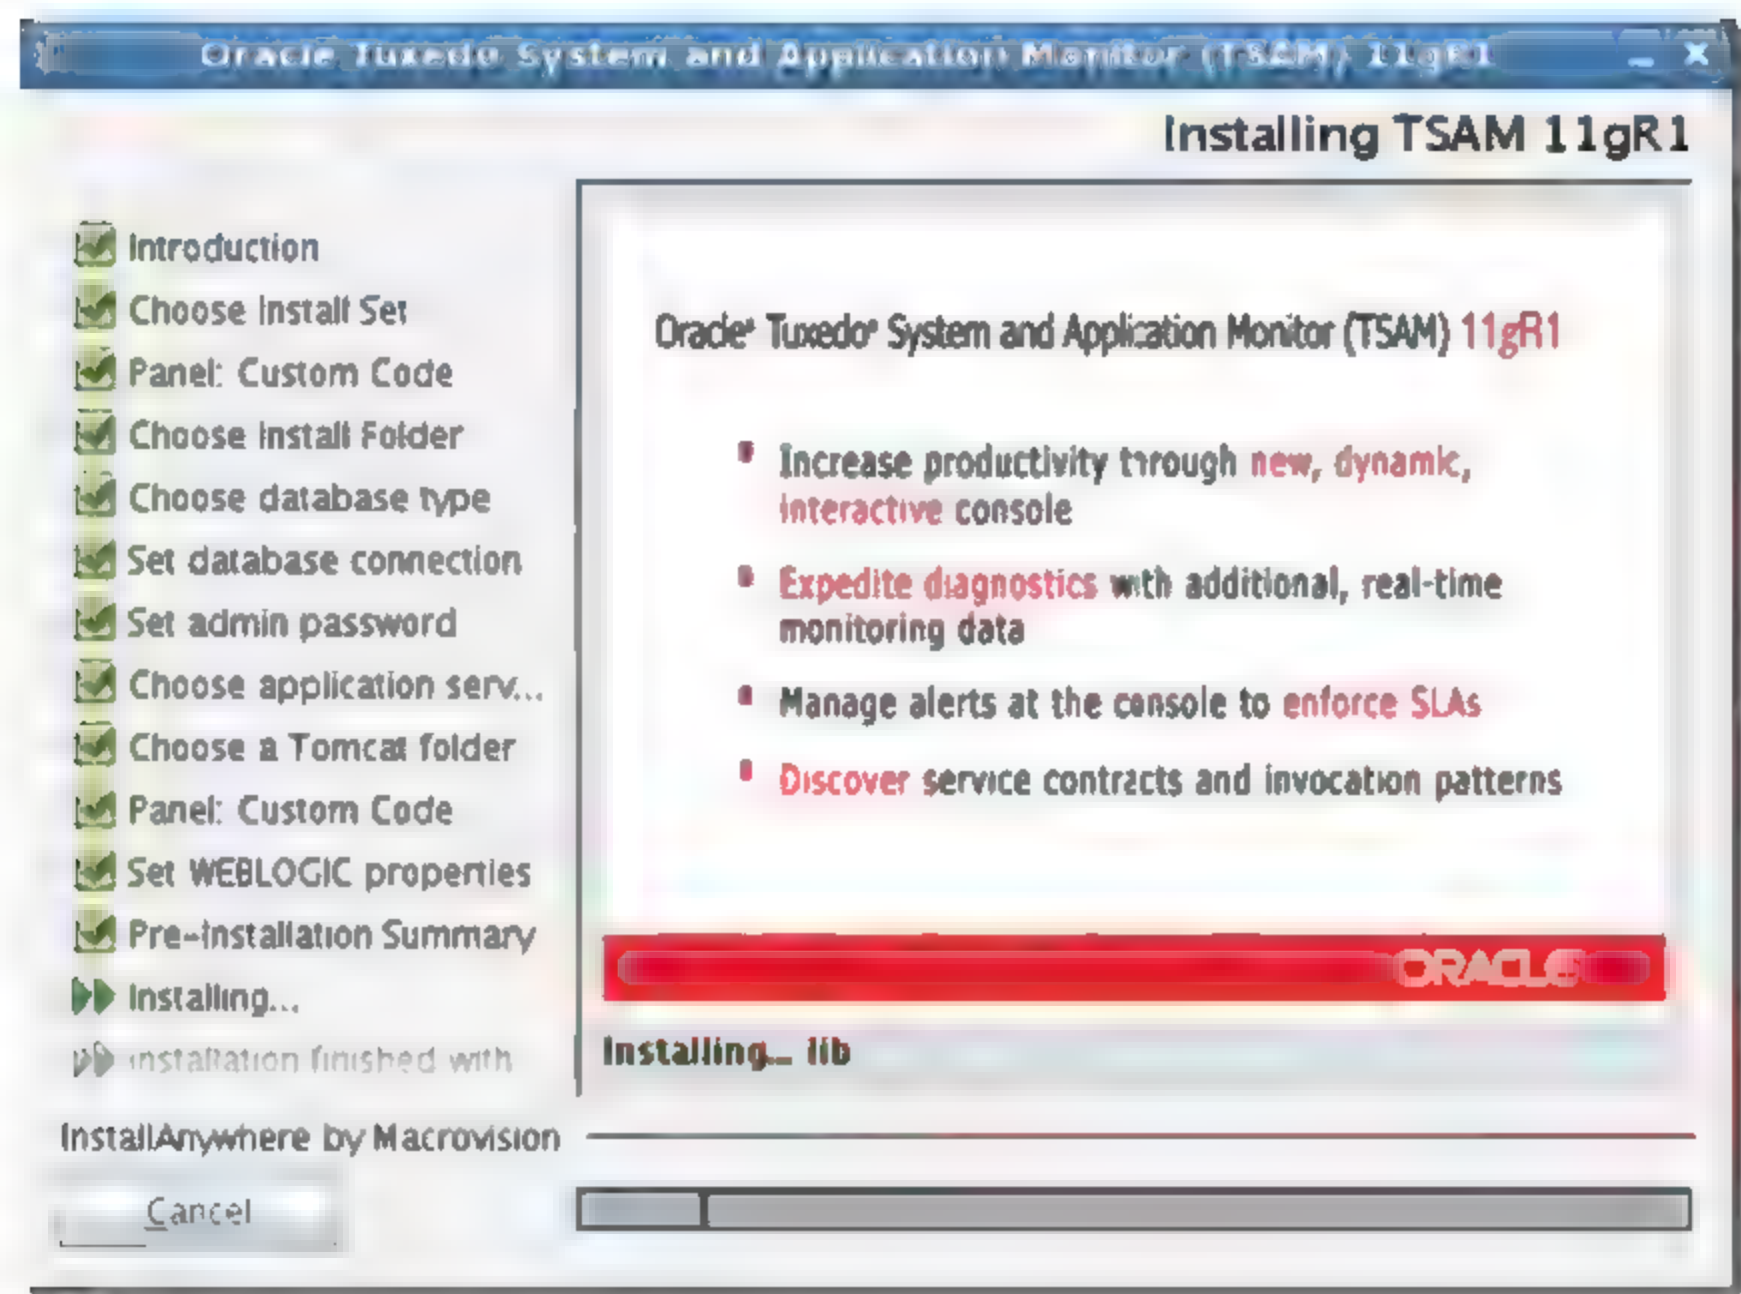 Oracle Tuxedo System and Application Monitor (TSAM) 11gR1
Installing TSAM 11gR1
Introduction
Choose Install Set
Panel: Custom Code
Choose Install Folder
Choose database type
Set database connection
Set admin password
Choose application serv...
Choose a Tomcat folder
Panel: Custom Code
Set WEBLOGIC properties
Pre-Installation Summary
Installing...
Installation finished with
Oracle® Tuxedo® System and Application Monitor (TSAM) 11gR1
Increase productivity through new, dynamic,
interactive console
Expedite diagnostics with additional, real-time
monitoring data
Manage alerts at the console to enforce SLAs
Discover service contracts and invocation patterns
ORACLE
Installing... lib
InstallAnywhere by Macrovision
Cancel